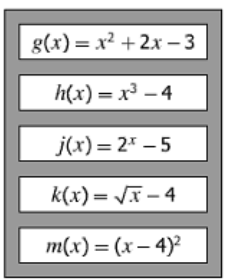 g(x) = x² + 2x − 3
h(x) = x³ − 4
j(x) = 2ˣ − 5
k(x) = √x − 4
m(x) = (x − 4)²